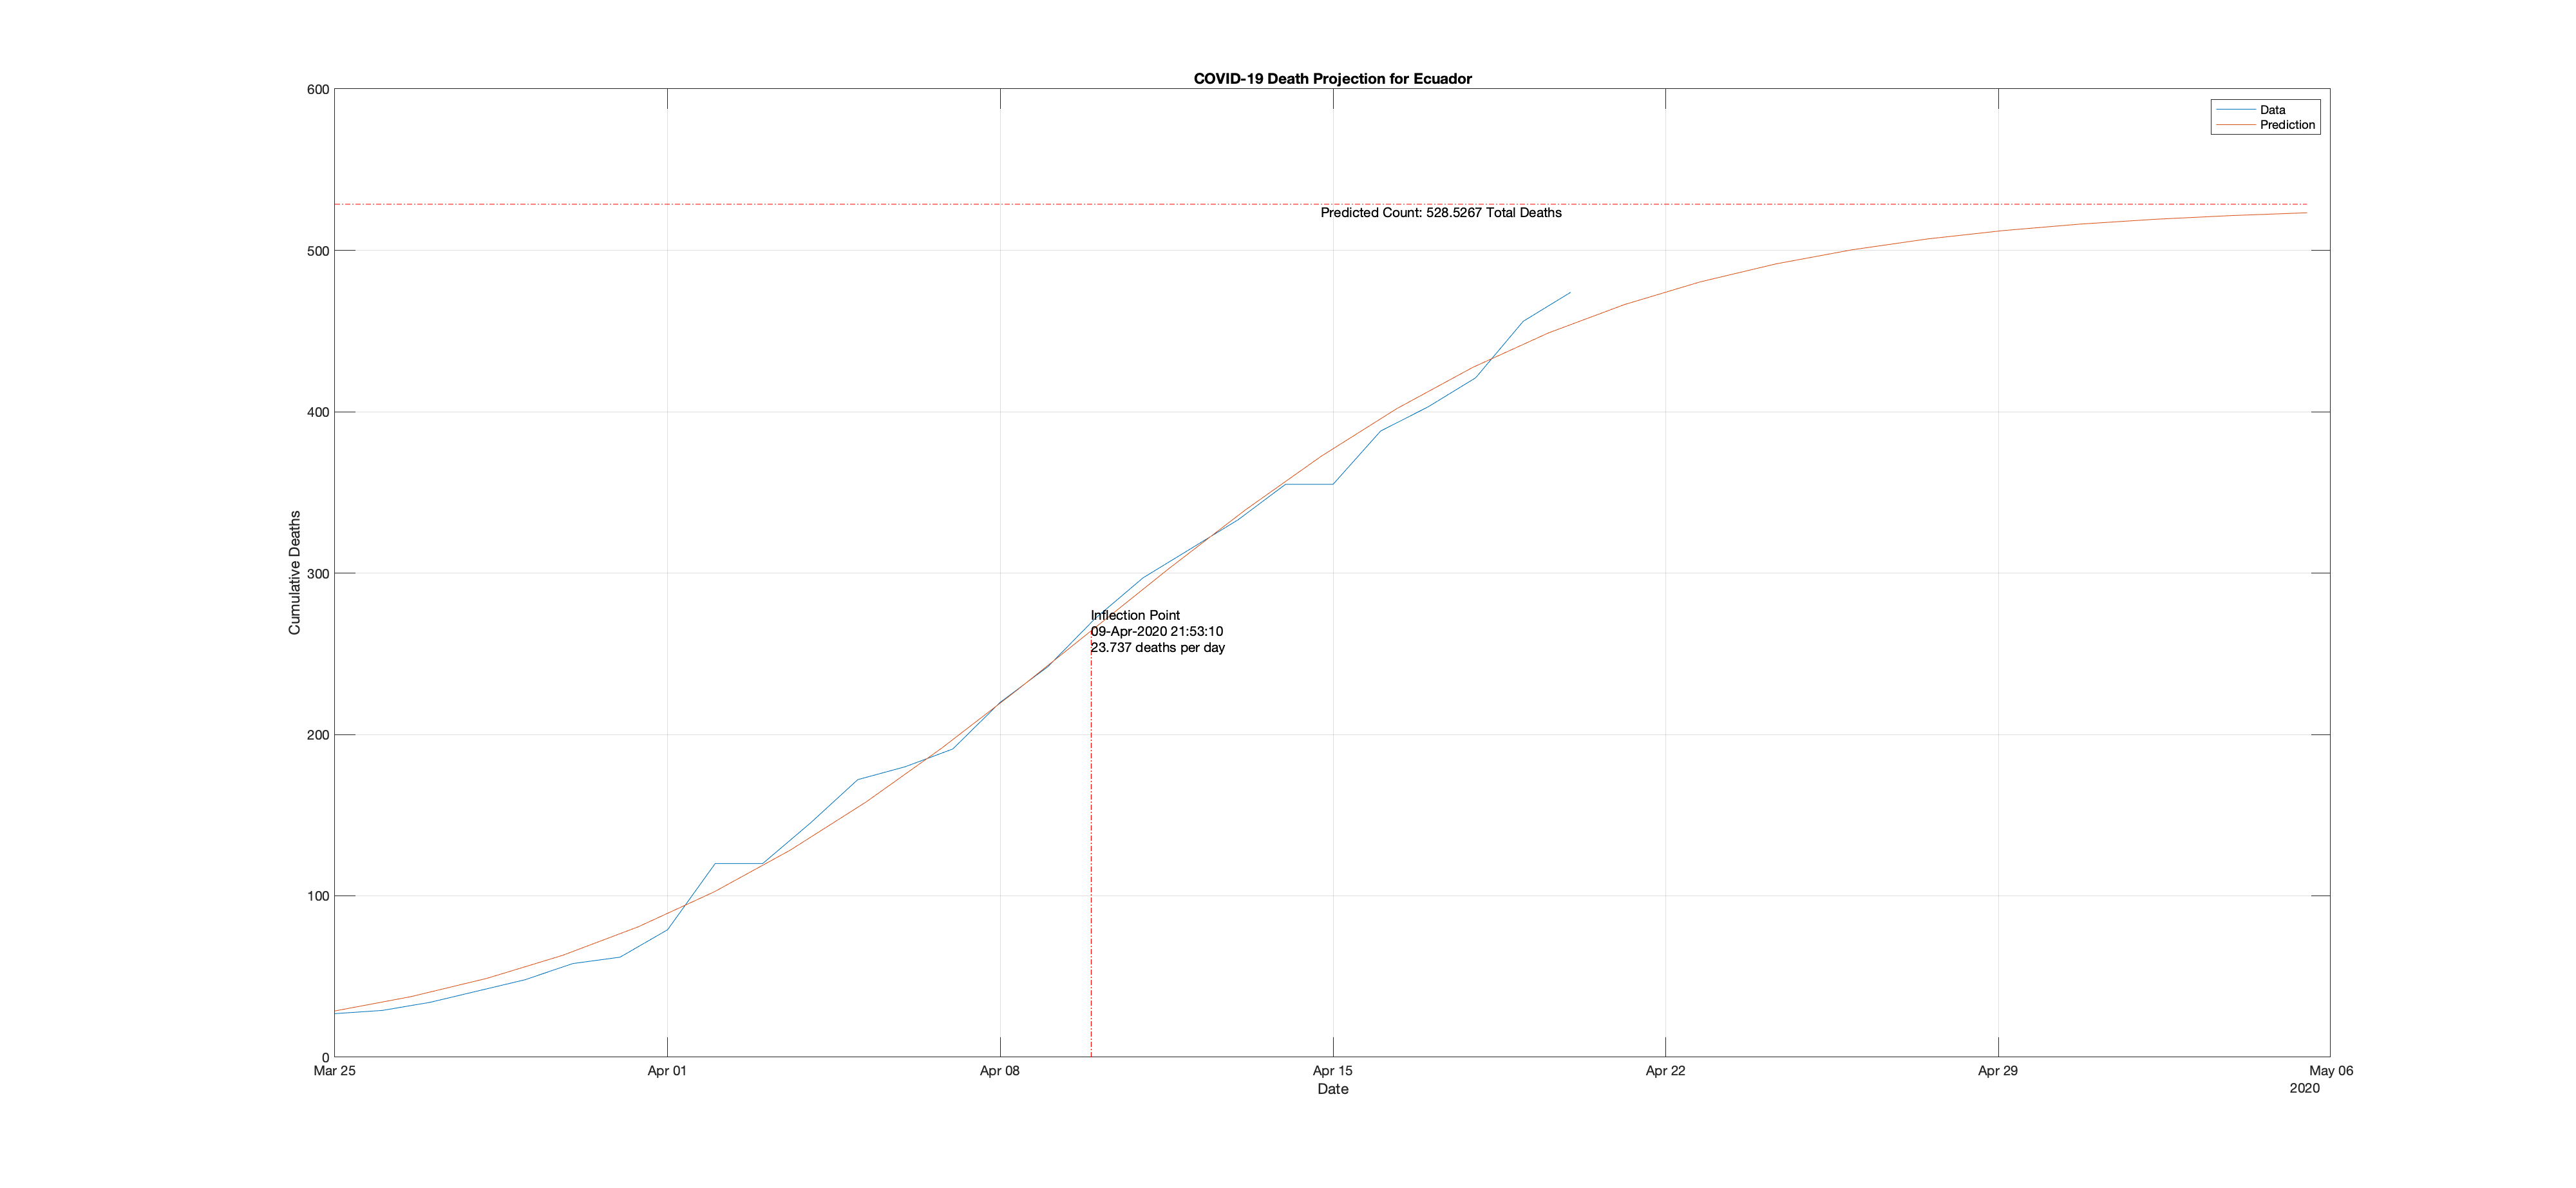 COVID-19 Death Projection for Ecuador
600
500
400
300
200
100
0
Cumulative Deaths
Data
Prediction
Predicted Count: 528.5267 Total Deaths
Inflection Point
09-Apr-2020 21:53:10
23.737 deaths per day
Mar 25
Apr 01
Apr 08
Apr 15
Apr 22
Apr 29
May 06
Date
2020